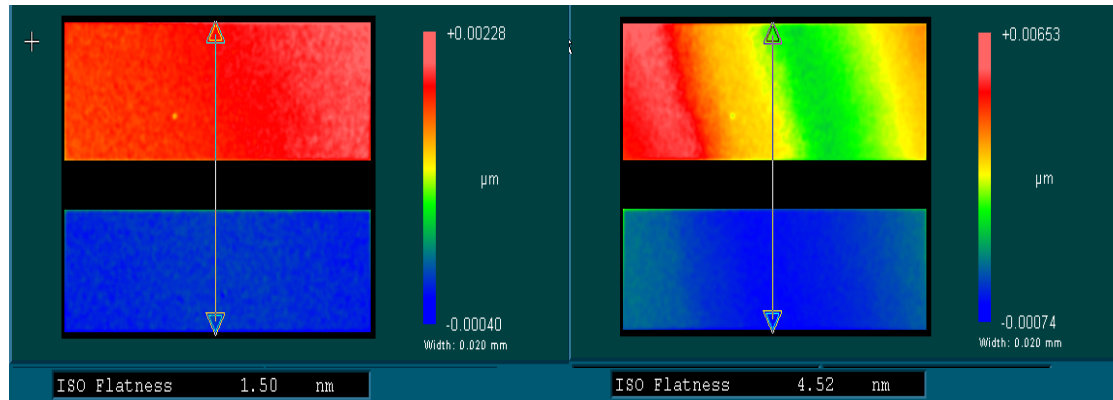 +0.00228
µm
-0.00040
Width: 0.020 mm
ISO Flatness 1.50 nm
+0.00653
µm
-0.00074
Width: 0.020 mm
ISO Flatness 4.52 nm